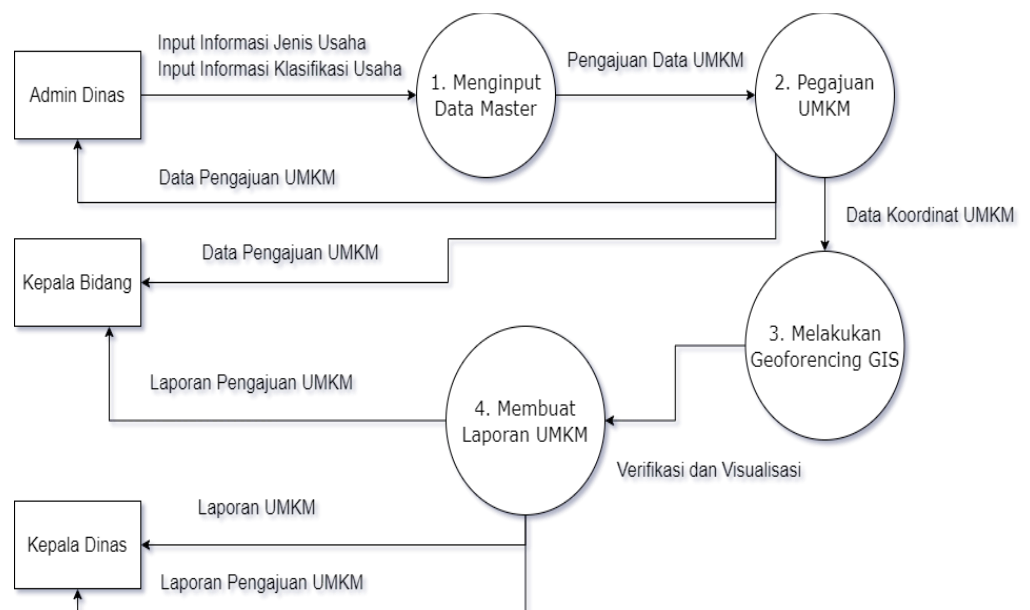 Input Informasi Jenis Usaha
Input Informasi Klasifikasi Usaha
Admin Dinas
1. Menginput
Data Master
Pengajuan Data UMKM
2. Pegajuan
UMKM
Data Pengajuan UMKM
Data Koordinat UMKM
Data Pengajuan UMKM
Kepala Bidang
3. Melakukan
Geoforencing GIS
Laporan Pengajuan UMKM
4. Membuat
Laporan UMKM
Verifikasi dan Visualisasi
Laporan UMKM
Kepala Dinas
Laporan Pengajuan UMKM